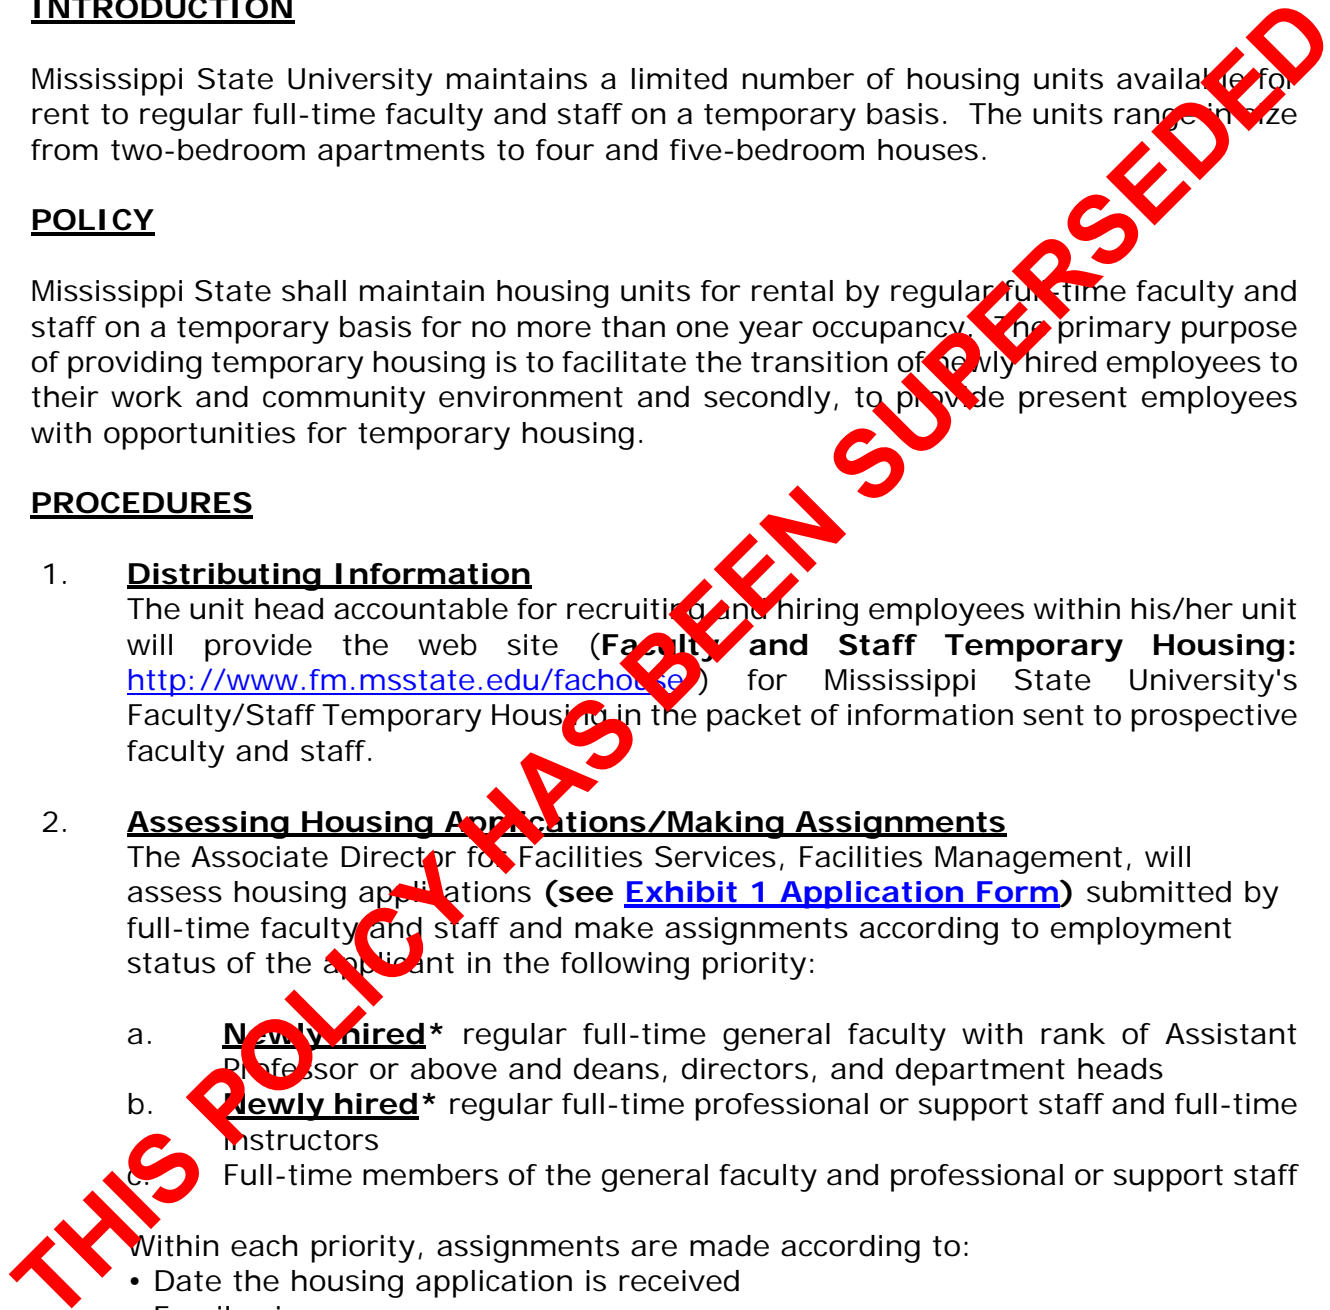 INTRODUCTION
Mississippi State University maintains a limited number of housing units available for
rent to regular full-time faculty and staff on a temporary basis. The units range in size
from two-bedroom apartments to four and five-bedroom houses.
POLICY
Mississippi State shall maintain housing units for rental by regular full-time faculty and
staff on a temporary basis for no more than one year occupancy. The primary purpose
of providing temporary housing is to facilitate the transition of newly hired employees to
their work and community environment and secondly, to provide present employees
with opportunities for temporary housing.
PROCEDURES
1. Distributing Information
The unit head accountable for recruiting and hiring employees within his/her unit
will provide the web site (Faculty and Staff Temporary Housing:
http://www.fm.msstate.edu/fachouse ) for Mississippi State University's
Faculty/Staff Temporary Housing in the packet of information sent to prospective
faculty and staff.
2. Assessing Housing Applications/Making Assignments
The Associate Director for Facilities Services, Facilities Management, will
assess housing applications (see Exhibit 1 Application Form) submitted by
full-time faculty and staff and make assignments according to employment
status of the applicant in the following priority:
a. Newly hired* regular full-time general faculty with rank of Assistant
Professor or above and deans, directors, and department heads
b. Newly hired* regular full-time professional or support staff and full-time
instructors
c. Full-time members of the general faculty and professional or support staff
Within each priority, assignments are made according to:
• Date the housing application is received
THIS POLICY HAS BEEN SUPERSEDED